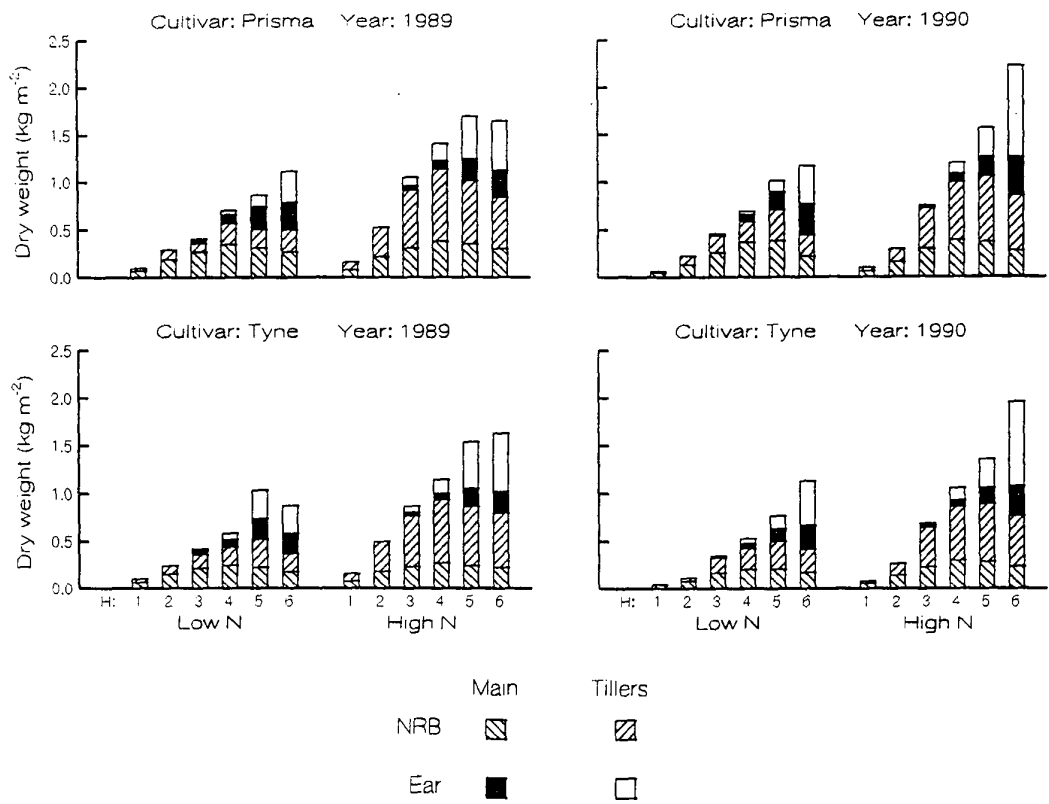 Cultivar: Prisma Year: 1989
Cultivar: Prisma Year: 1990
Dry weight (kg m-2)
2.5
2.0
1.5
1.0
0.5
0.0
Cultivar: Tyne Year: 1989
Cultivar: Tyne Year: 1990
Dry weight (kg m-2)
2.5
2.0
1.5
1.0
0.5
0.0
H: 1 2 3 4 5 6 1 2 3 4 5 6
Low N High N
H: 1 2 3 4 5 6 1 2 3 4 5 6
Low N High N
Main Tillers
NRB
Ear